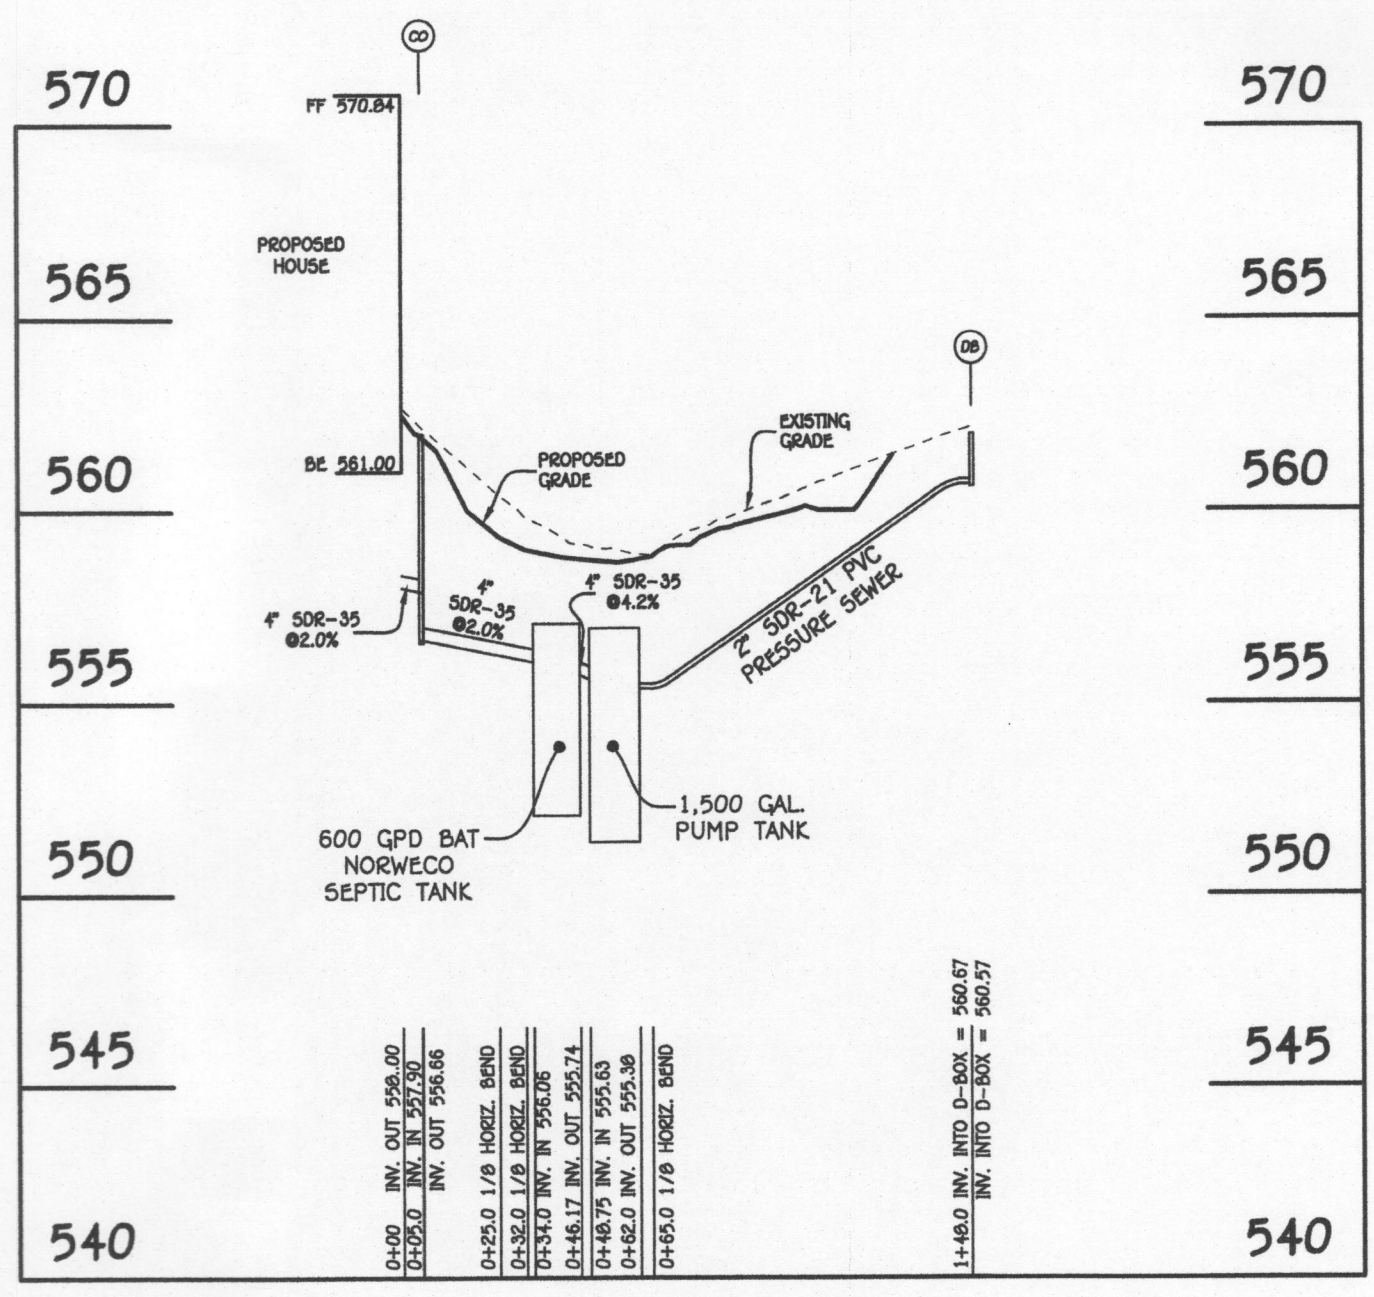 CO
570
570
FF 570.84
PROPOSED
HOUSE
565
565
DB
EXISTING
GRADE
BE 561.00
PROPOSED
GRADE
560
560
4" SDR-35
@2.0%
4"
SDR-35
@2.0%
4" SDR-35
@4.2%
2" SDR-21 PVC
PRESSURE SEWER
555
555
600 GPD BAT
NORWECO
SEPTIC TANK
1,500 GAL.
PUMP TANK
550
550
545
545
0+00 INV. OUT 558.00
0+05.0 INV. IN 557.90
INV. OUT 556.66
0+25.0 1/8 HORIZ. BEND
0+32.0 1/8 HORIZ. BEND
0+34.0 INV. IN 556.06
0+46.17 INV. OUT 555.74
0+48.75 INV. IN 555.63
0+62.0 INV. OUT 555.38
0+65.0 1/8 HORIZ. BEND
1+48.0 INV. INTO D-BOX = 560.67
INV. INTO D-BOX = 560.57
540
540